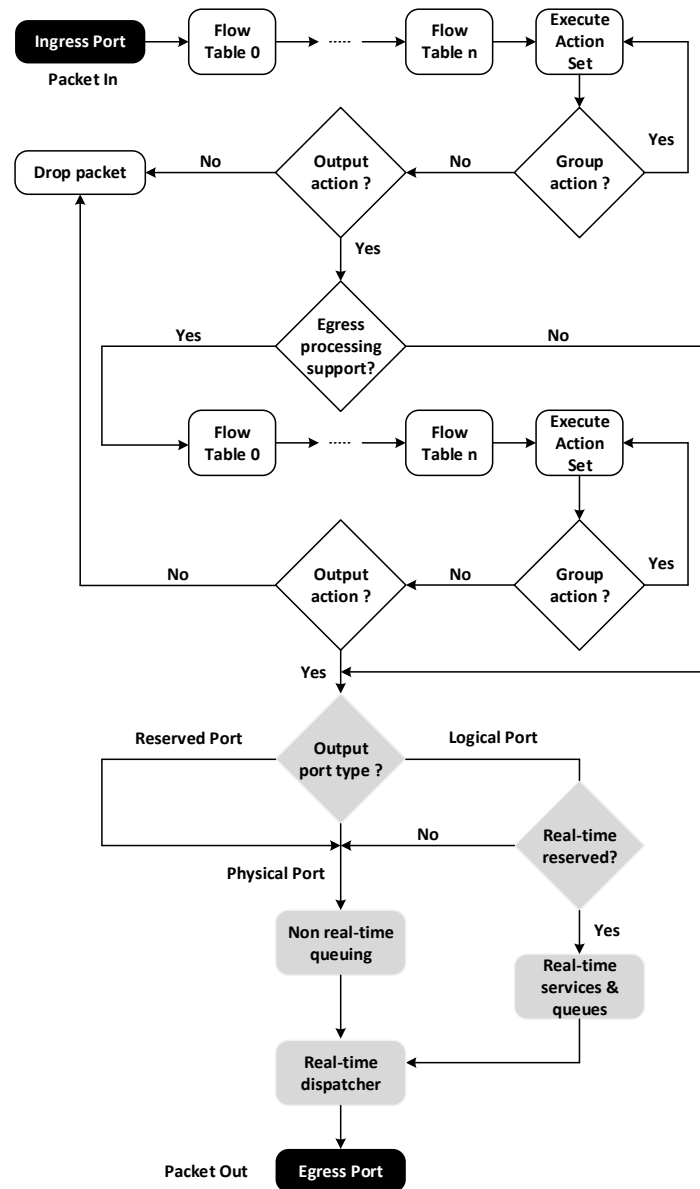 Ingress Port
Packet In
Flow
Table 0
Flow
Table n
Execute
Action
Set
Yes
Group
action ?
No
Output
action ?
No
Drop packet
Yes
Egress
processing
support?
Yes
No
Flow
Table 0
Flow
Table n
Execute
Action
Set
Yes
Group
action ?
No
Output
action ?
No
Yes
Reserved Port
Output
port type ?
Logical Port
Real-time
reserved?
No
Physical Port
Yes
Non real-time
queuing
Real-time
services &
queues
Real-time
dispatcher
Packet Out
Egress Port